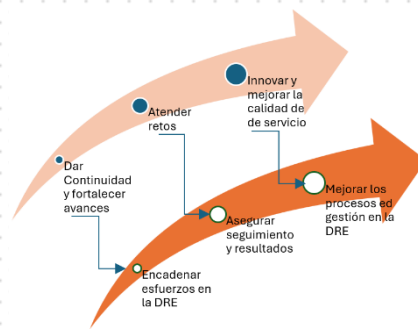 Innovar y
mejorar la
calidad de
de servicio
Atender
retos
Dar
Continuidad
y fortalecer
avances
Mejorar los
procesos ed
gestión en la
DRE
Asegurar
seguimiento
y resultados
Encadenar
esfuerzos en
la DRE